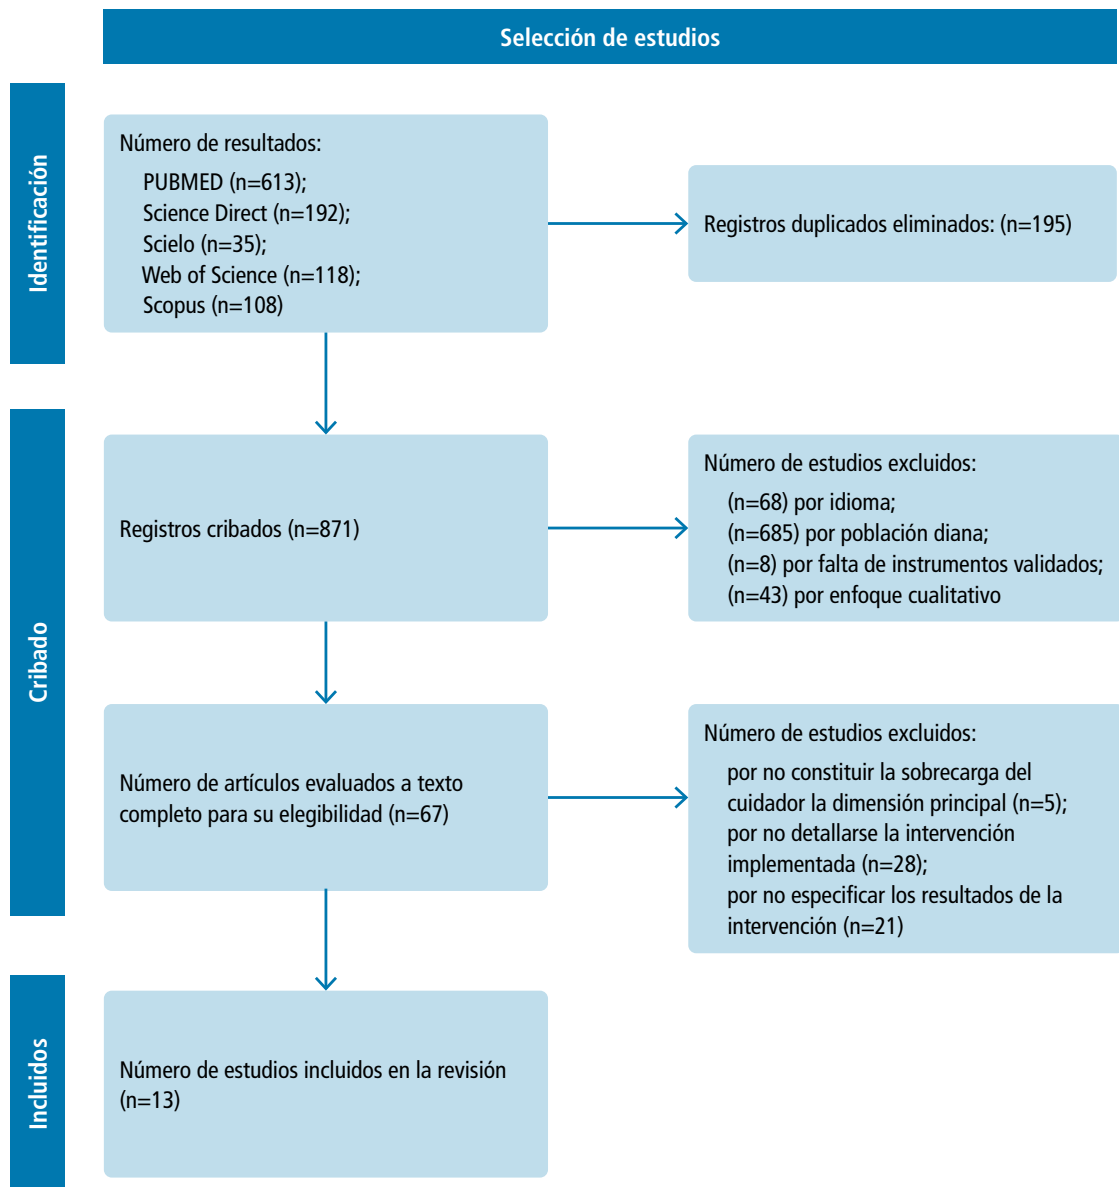 Selección de estudios
Identificación
Número de resultados:
PUBMED (n=613);
Science Direct (n=192);
Scielo (n=35);
Web of Science (n=118);
Scopus (n=108)
Registros duplicados eliminados: (n=195)
Cribado
Registros cribados (n=871)
Número de estudios excluidos:
(n=68) por idioma;
(n=685) por población diana;
(n=8) por falta de instrumentos validados;
(n=43) por enfoque cualitativo
Número de artículos evaluados a texto
completo para su elegibilidad (n=67)
Número de estudios excluidos:
por no constituir la sobrecarga del
cuidador la dimensión principal (n=5);
por no detallarse la intervención
implementada (n=28);
por no especificar los resultados de la
intervención (n=21)
Incluidos
Número de estudios incluidos en la revisión
(n=13)